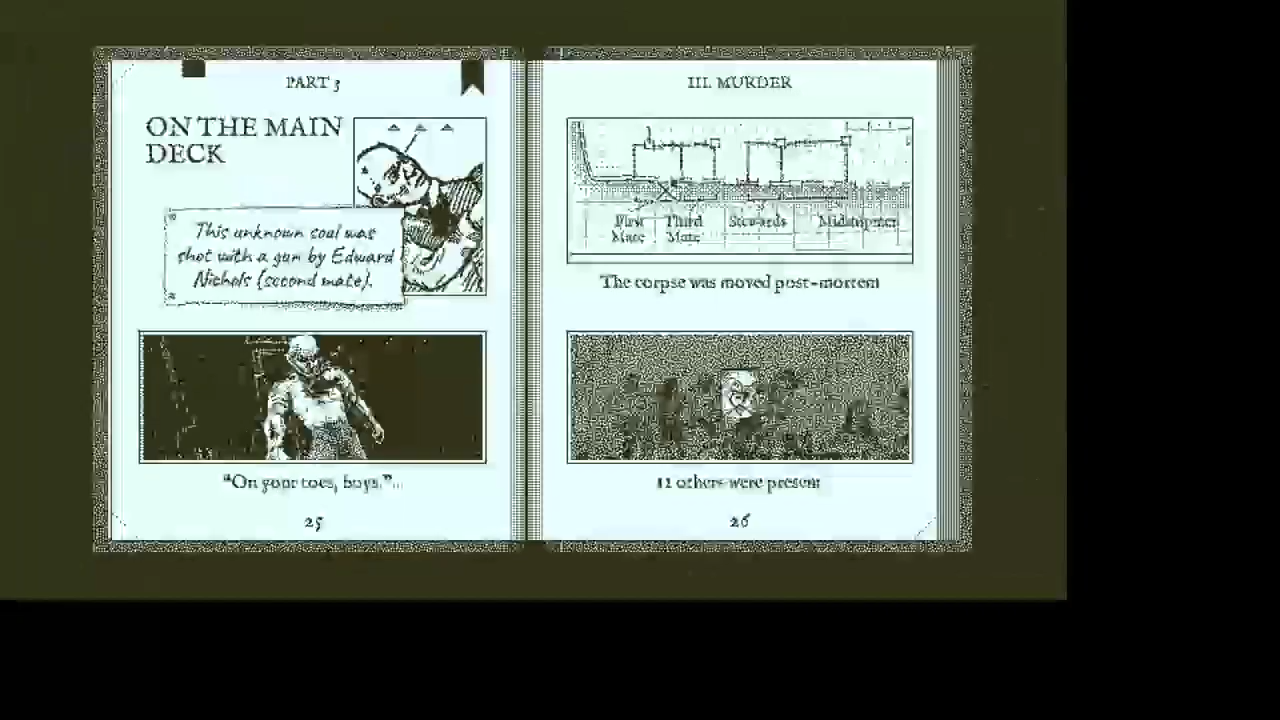 PART 3
ON THE MAIN
DECK
This unknown soul was
shot with a gun by Edward
Nichols (second mate).
"On your toes, boys."...
25
III. MURDER
First Third Stewards Midshipmen
Mate Mate
The corpse was moved post-mortem
11 others were present
26